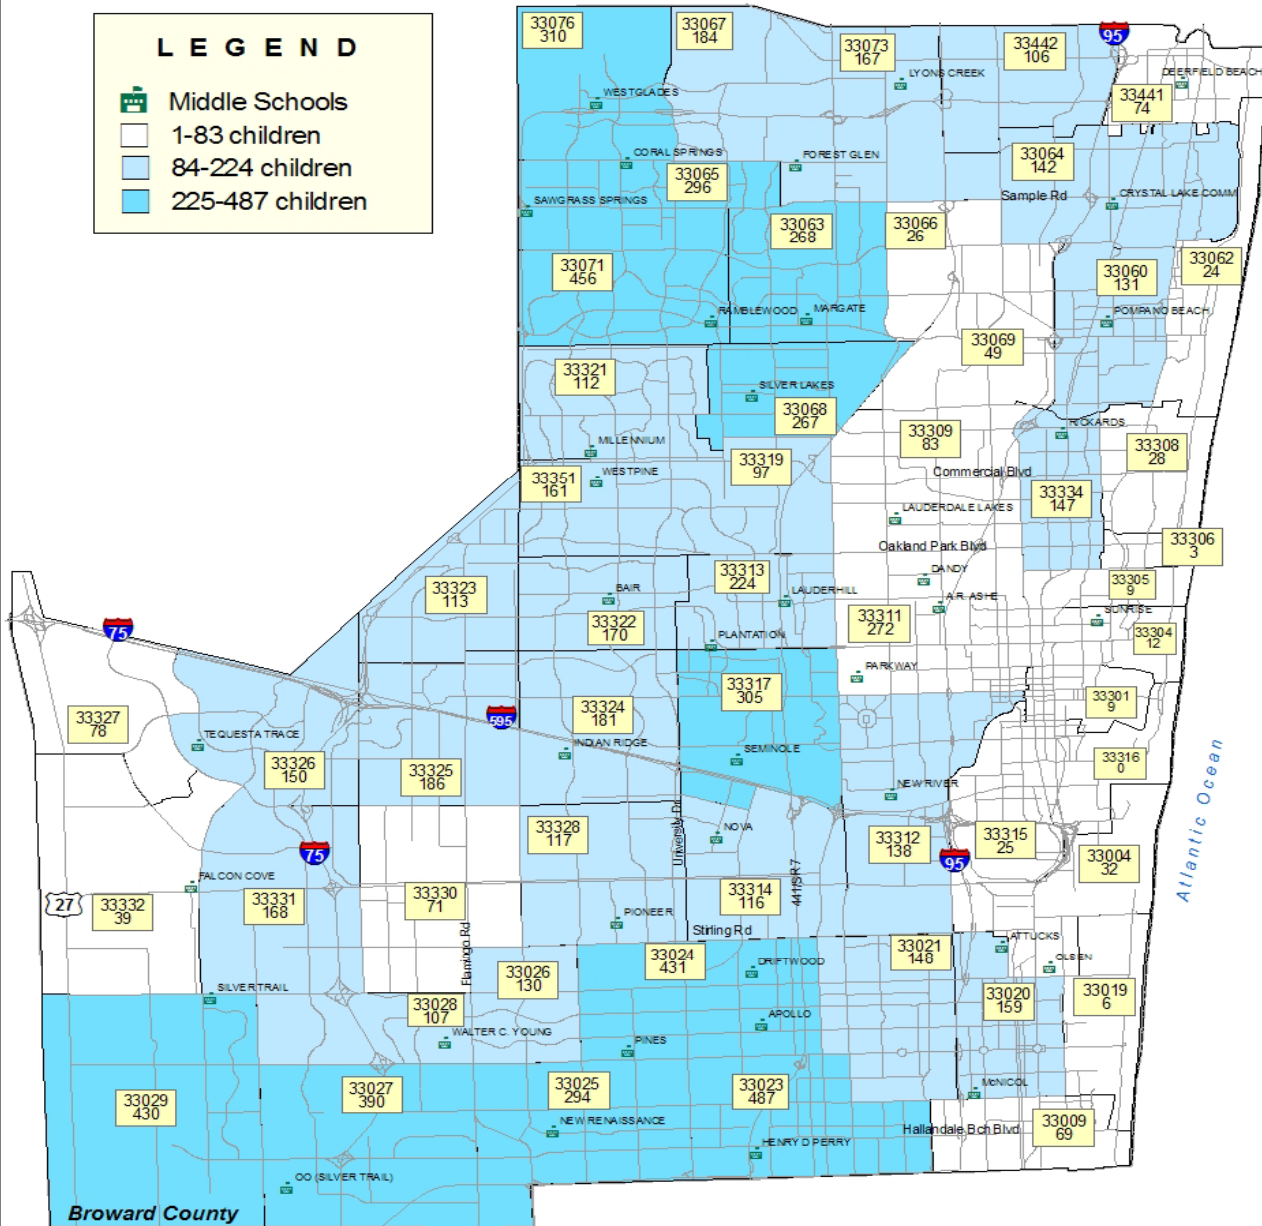 L E G E N D
Middle Schools
1-83 children
84-224 children
225-487 children
33076
310
33067
184
33073
167
33442
106
95
LYONS CREEK
DEERFIELD BEACH
33441
74
WESTGLADES
CORAL SPRINGS
FOREST GLEN
33064
142
33065
296
Sample Rd
CRYSTAL LAKE COMM
SAWGRASS SPRINGS
33063
268
33066
26
33071
456
33060
131
33062
24
RAMBLEWOOD
MARGATE
POMPANO BEACH
33069
49
33321
112
SILVER LAKES
33068
267
33309
83
RICKARDS
33308
28
MILLENNIUM
33319
97
Commercial Blvd
33351
161
WESTPINE
33334
147
LAUDERDALE LAKES
Oakland Park Blvd
33306
3
33323
113
BAIR
33313
224
LAUDERHILL
DANDY
33305
9
A.R. ASHE
SUNRISE
75
33322
170
PLANTATION
33311
272
33304
12
PARKWAY
33317
305
33301
9
33327
78
595
33324
181
TEQUESTA TRACE
INDIAN RIDGE
SEMINOLE
33316
0
33326
150
33325
186
NEW RIVER
University Dr
33328
117
NOVA
33312
138
33315
25
75
95
33004
32
Atlantic Ocean
FALCON COVE
27
33332
39
33331
168
33330
71
33314
116
441/SR 7
PIONEER
Stirling Rd
Flamingo Rd
33024
431
DRIFTWOOD
33021
148
ATTUCKS
OLSEN
33026
130
SILVER TRAIL
33028
107
33020
159
33019
6
WALTER C. YOUNG
APOLLO
PINES
33029
430
33027
390
33025
294
33023
487
McNICOL
NEW RENAISSANCE
Hallandale Bch Blvd
33009
69
HENRY D PERRY
OO (SILVER TRAIL)
Broward County